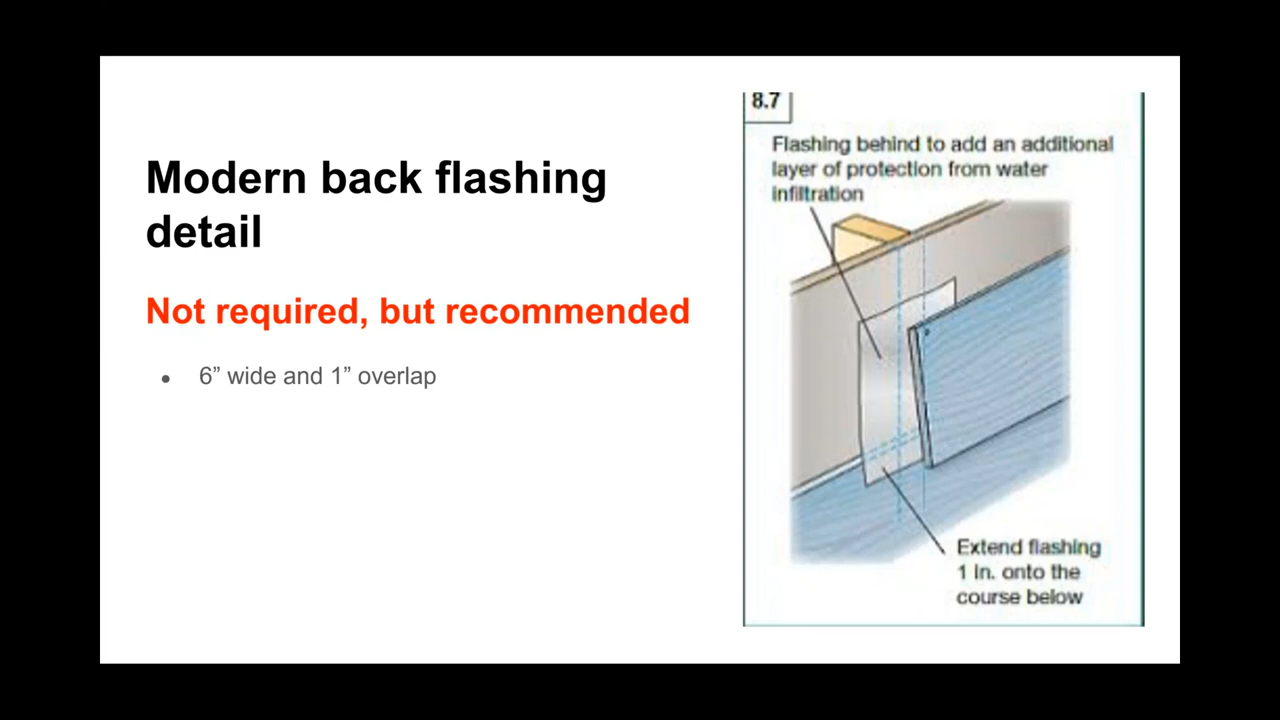 Modern back flashing
detail
Not required, but recommended
● 6” wide and 1” overlap
8.7
Flashing behind to add an additional
layer of protection from water
infiltration
Extend flashing
1 in. onto the
course below